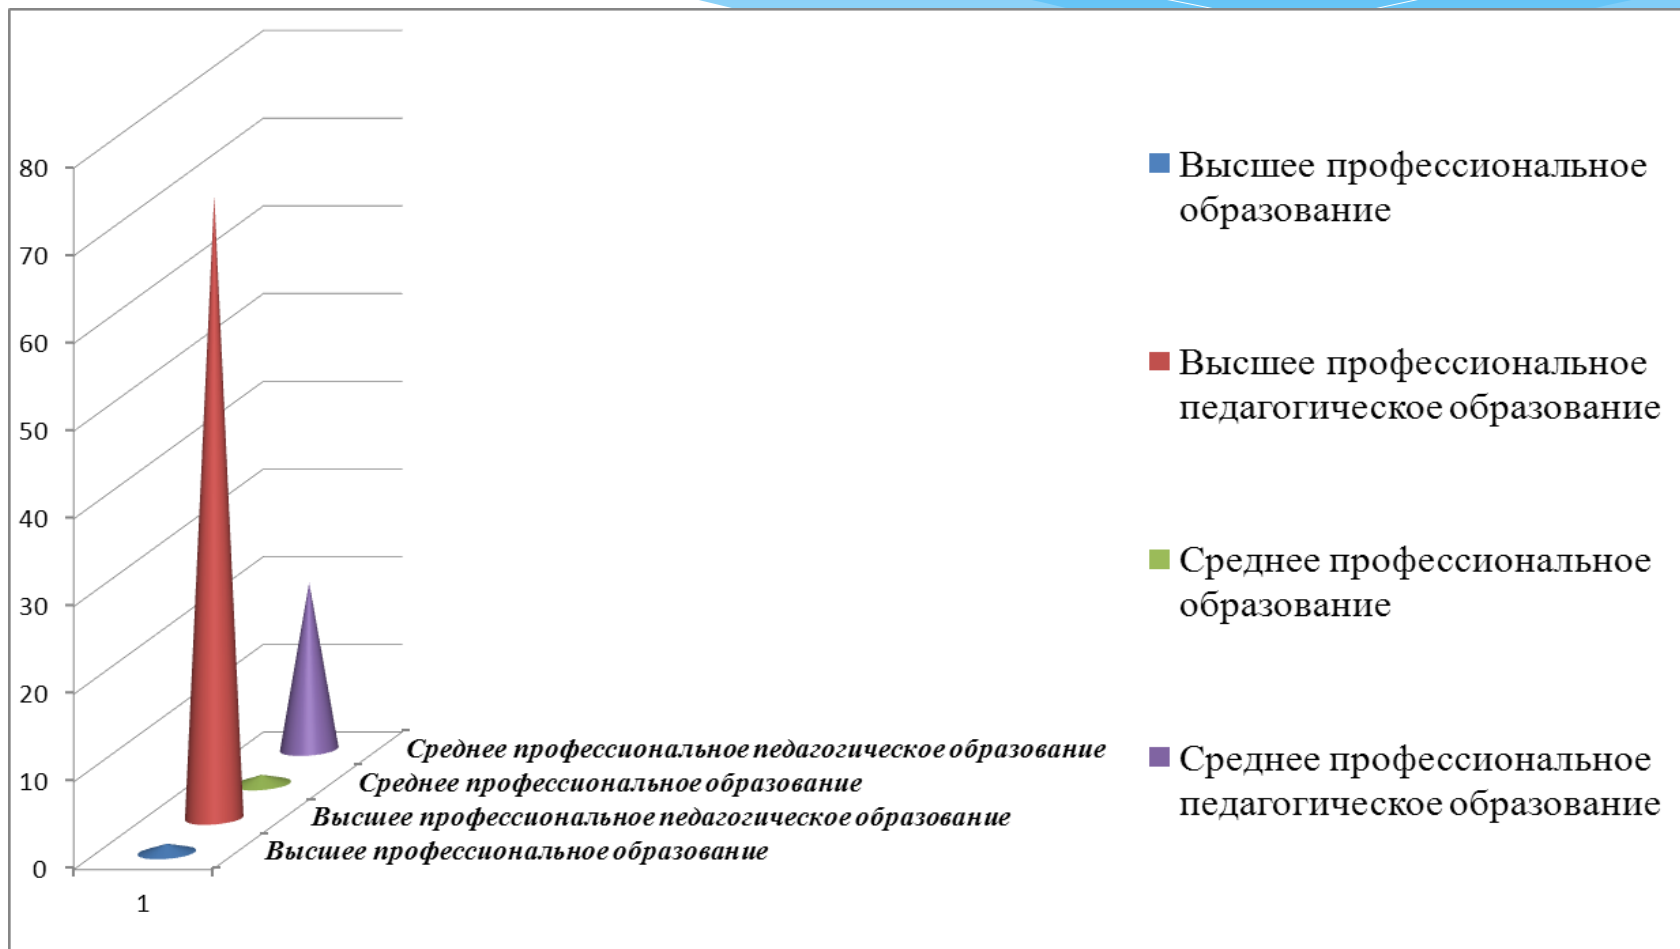 80
70
60
50
40
30
20
10
0
1
Среднее профессиональное педагогическое образование
Среднее профессиональное образование
Высшее профессиональное педагогическое образование
Высшее профессиональное образование
Высшее профессиональное
образование
Высшее профессиональное
педагогическое образование
Среднее профессиональное
образование
Среднее профессиональное
педагогическое образование